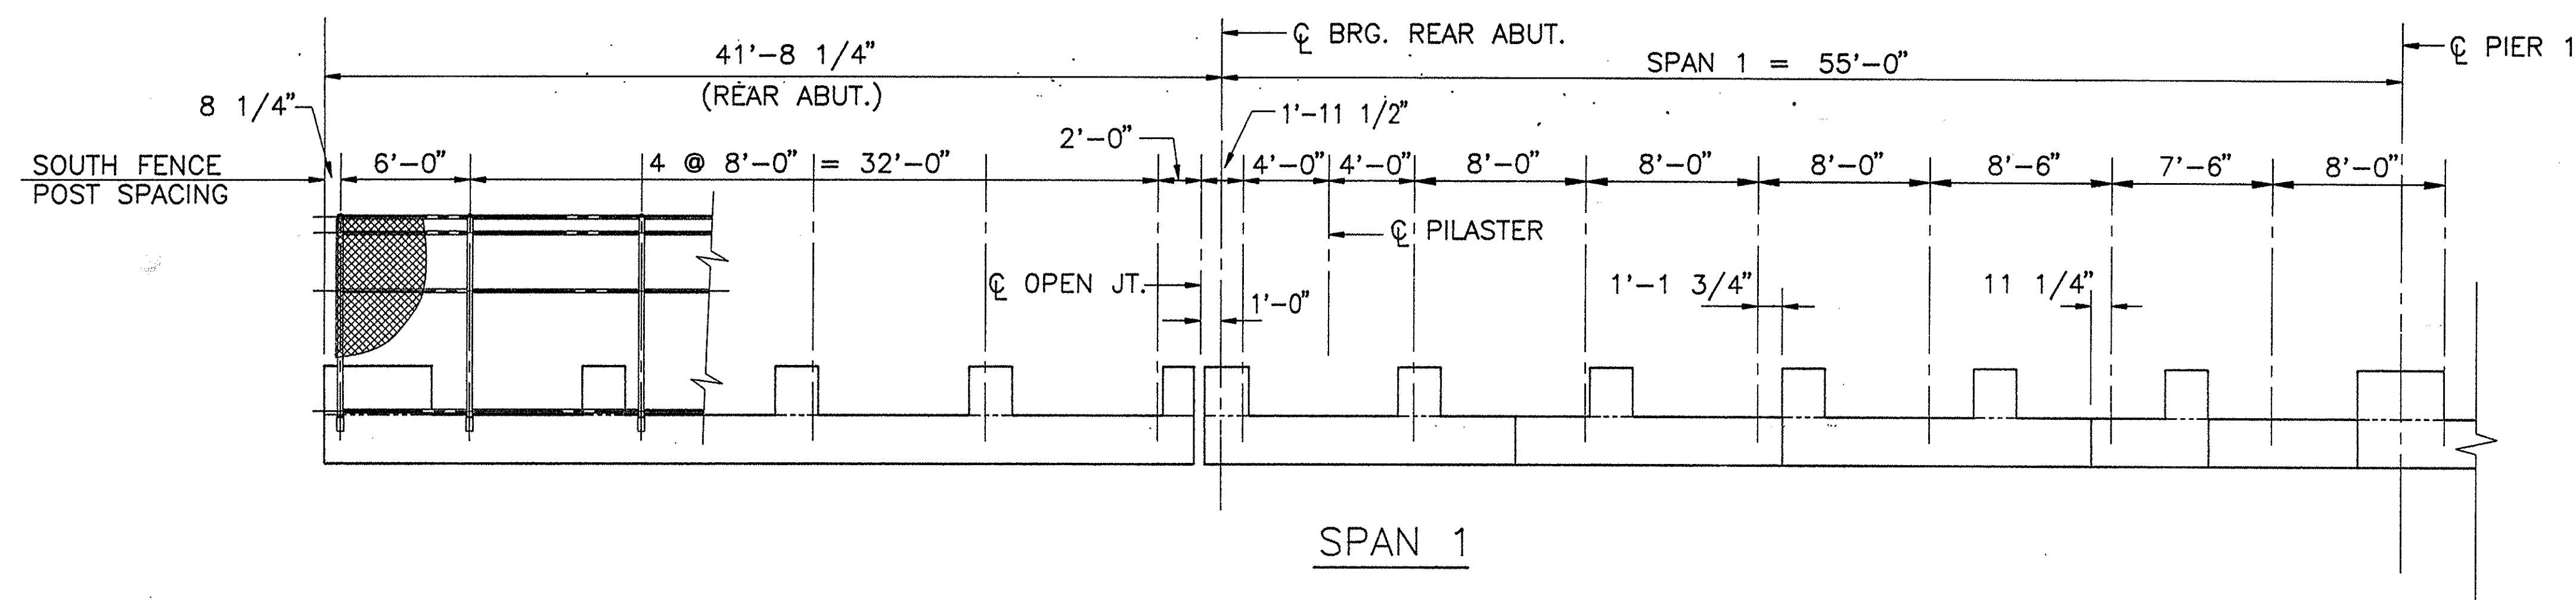 41'-8 1/4"
(REAR ABUT.)
℄ BRG. REAR ABUT.
SPAN 1 = 55'-0"
℄ PIER 1
8 1/4"
2'-0"
1'-11 1/2"
SOUTH FENCE
POST SPACING
6'-0"
4 @ 8'-0" = 32'-0"
4'-0"
4'-0"
8'-0"
8'-0"
8'-0"
8'-6"
7'-6"
8'-0"
℄ PILASTER
℄ OPEN JT.
1'-0"
1'-1 3/4"
11 1/4"
SPAN 1